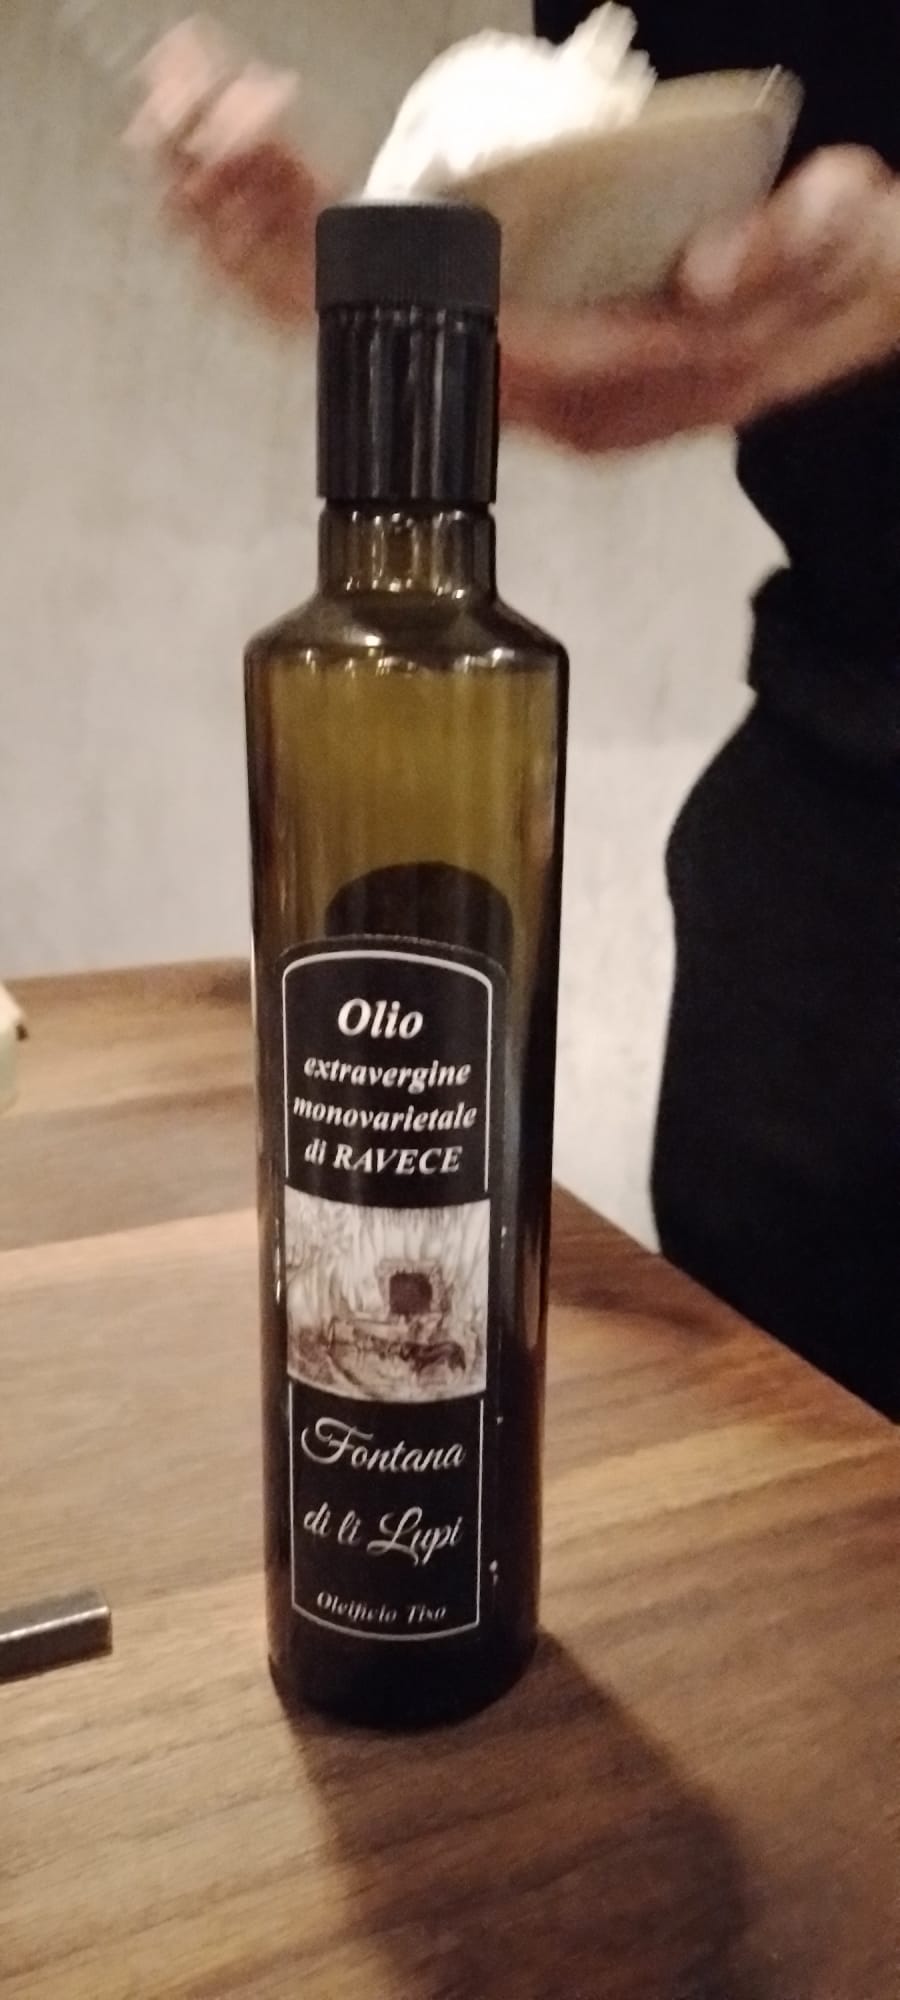 Olio
extravergine
monovarietale
di RAVECE
Fontana
di li Lupi
Oleificio Tiso